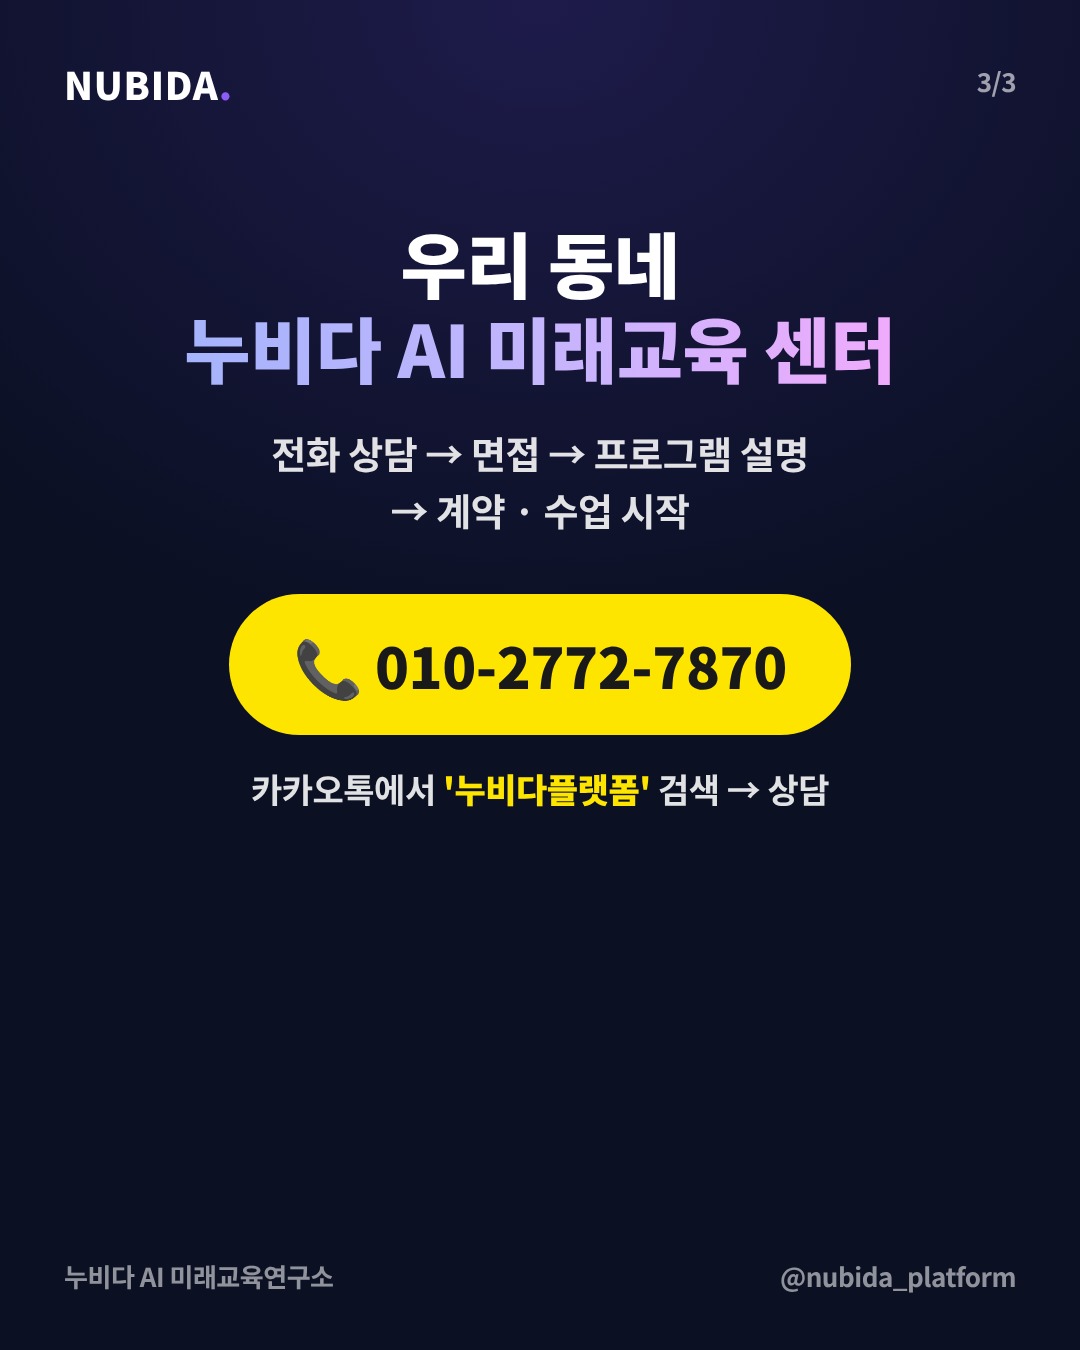 NUBIDA.
3/3
우리 동네
누비다 AI 미래교육 센터
전화 상담 → 면접 → 프로그램 설명
→ 계약 · 수업 시작
📞 010-2772-7870
카카오톡에서 '누비다플랫폼' 검색 → 상담
누비다 AI 미래교육연구소
@nubida_platform